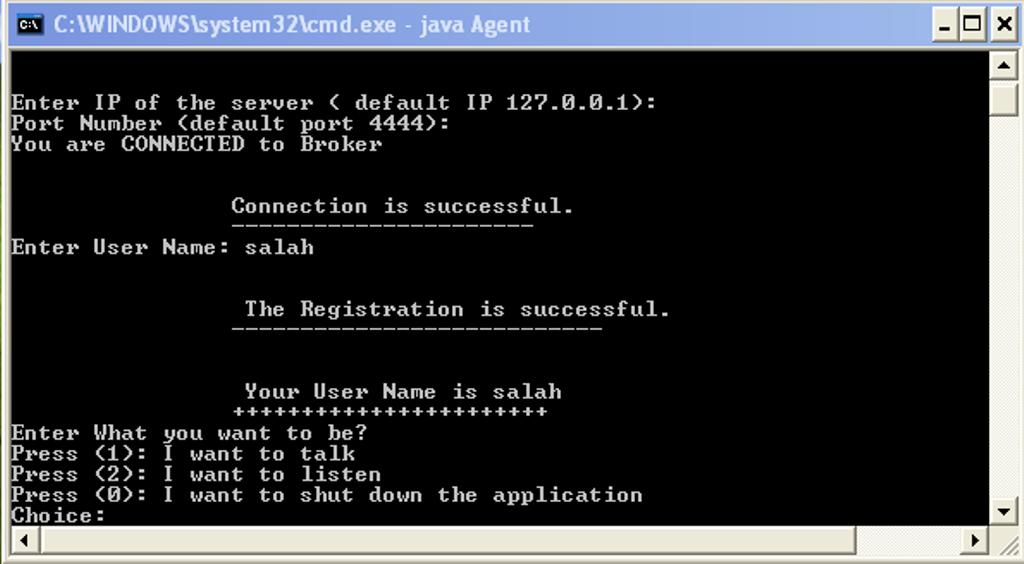 C:\WINDOWS\system32\cmd.exe - java Agent
Enter IP of the server ( default IP 127.0.0.1):
Port Number (default port 4444):
You are CONNECTED to Broker
Connection is successful.
----------------------
Enter User Name: salah
The Registration is successful.
---------------------------
Your User Name is salah
+++++++++++++++++++++++
Enter What you want to be?
Press (1): I want to talk
Press (2): I want to listen
Press (0): I want to shut down the application
Choice: